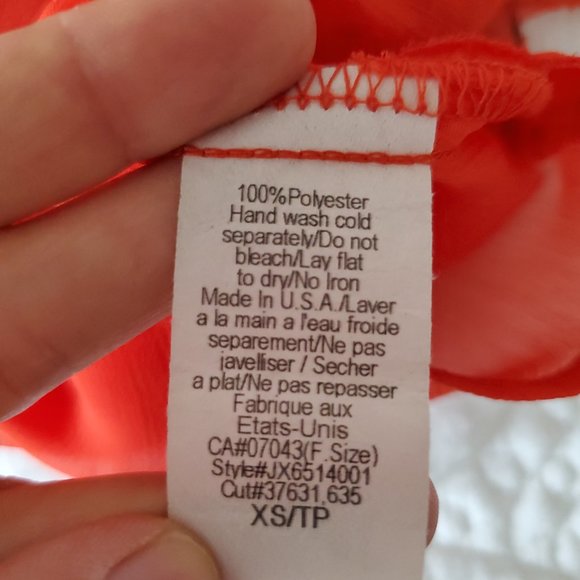 100%Polyester
Hand wash cold
separately/Do not
bleach/Lay flat
to dry/No Iron
Made In U.S.A./Laver
a la main a l'eau froide
separement/Ne pas
javelliser / Secher
a plat/Ne pas repasser
Fabrique aux
Etats-Unis
CA#07043(F.Size)
Style#JX6514001
Cut#37631,635
XS/TP